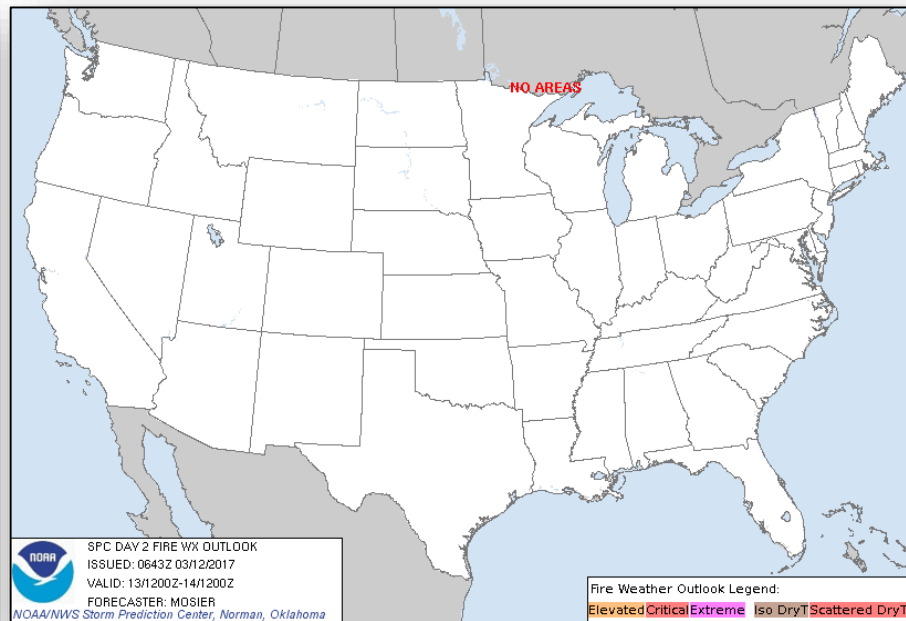 NO AREAS
NOAA
SPC DAY 2 FIRE WX OUTLOOK
ISSUED: 0643Z 03/12/2017
VALID: 13/1200Z-14/1200Z
FORECASTER: MOSIER
NOAA/NWS Storm Prediction Center, Norman, Oklahoma
Fire Weather Outlook Legend:
Elevated Critical Extreme Iso DryT Scattered DryT